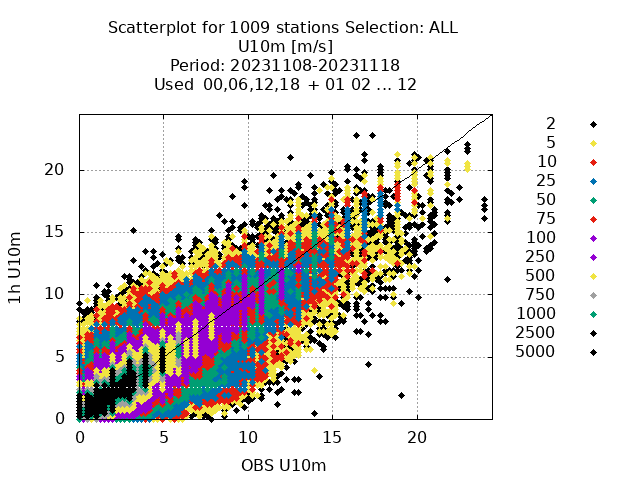 Scatterplot for 1009 stations Selection: ALL
U10m [m/s]
Period: 20231108-20231118
Used 00,06,12,18 + 01 02 ... 12
1h U10m
20
15
10
5
0
0 5 10 15 20
OBS U10m
2
5
10
25
50
75
100
250
500
750
1000
2500
5000